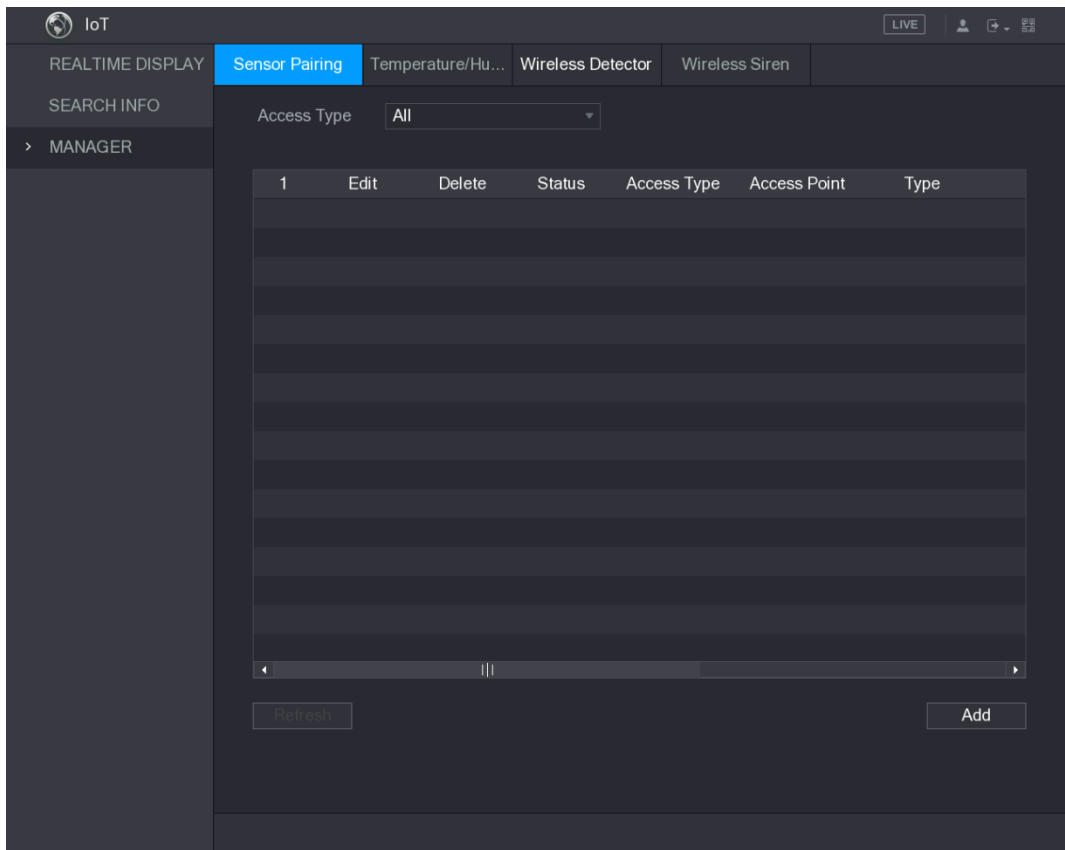 IoT
LIVE
REALTIME DISPLAY
SEARCH INFO
MANAGER
Sensor Pairing
Temperature/Hu...
Wireless Detector
Wireless Siren
Access Type
All
1 Edit Delete Status Access Type Access Point Type
Refresh
Add